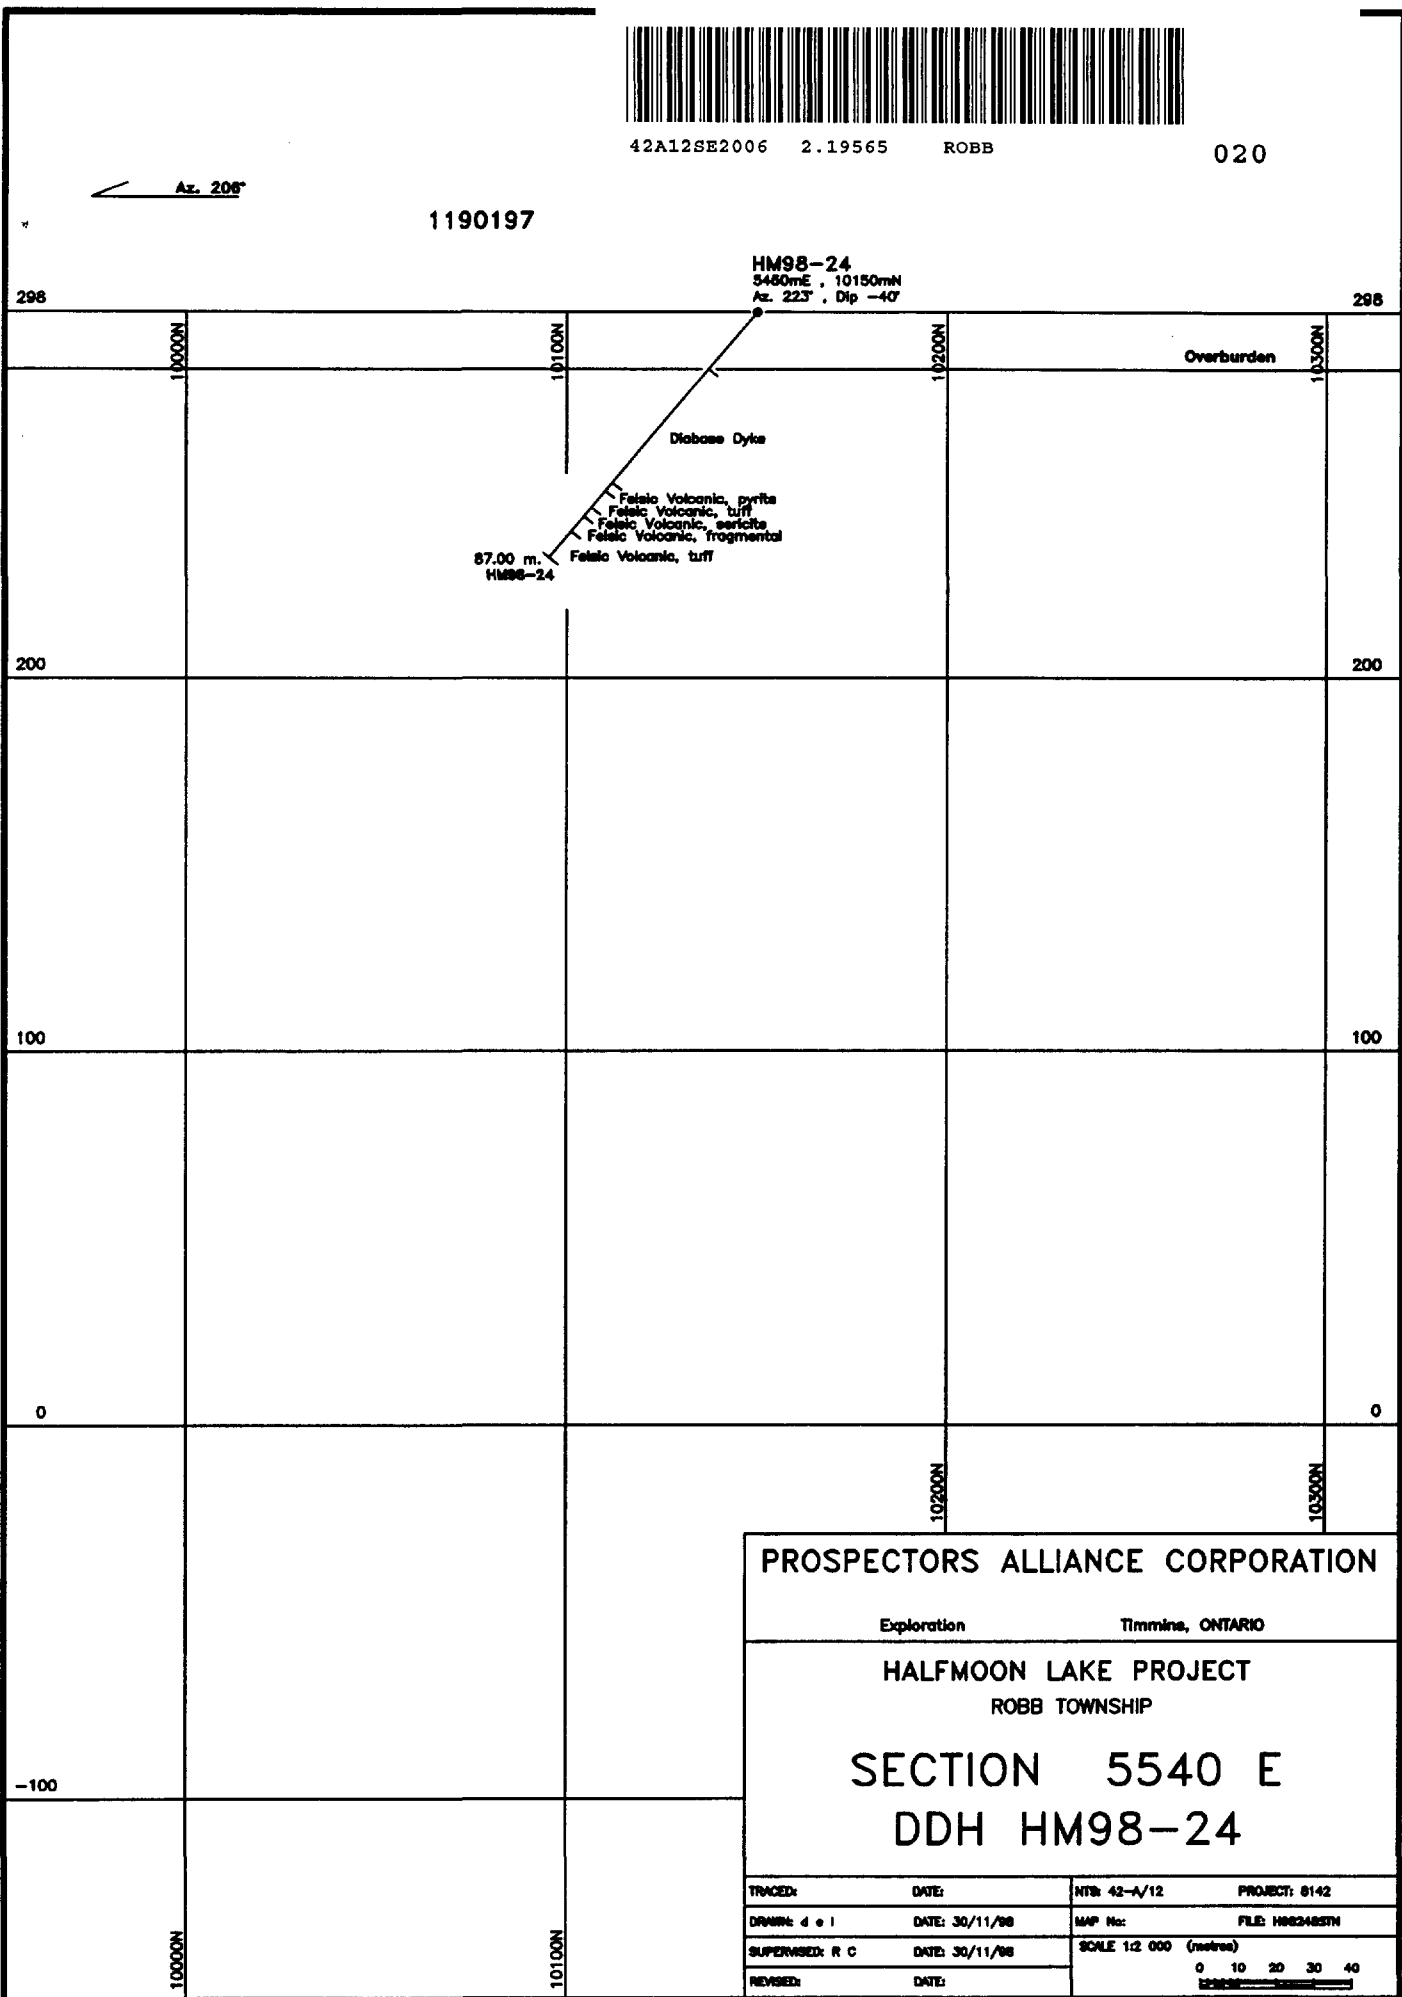 42A12SE2006 2.19565 ROBB
020
Az. 206°
1190197
HM98-24
5460mE , 10150mN
Az. 223° , Dip -40°
298
298
10000N
10100N
10200N
10300N
Overburden
Diabase Dyke
Felsic Volcanic, pyrite
Felsic Volcanic, tuff
Felsic Volcanic, sericite
Felsic Volcanic, fragmental
87.00 m.
Felsic Volcanic, tuff
HM98-24
200
200
100
100
0
0
10200N
10300N
PROSPECTORS ALLIANCE CORPORATION
Exploration Timmins, ONTARIO
HALFMOON LAKE PROJECT
ROBB TOWNSHIP
SECTION 5540 E
DDH HM98-24
-100
10000N
10100N
TRACED: DATE: NTS: 42-A/12 PROJECT: 8142
DRAWN: d e l DATE: 30/11/98 MAP No: FILE:
SUPERVISED: R C DATE: 30/11/98 SCALE 1:2 000 (metres)
0 10 20 30 40
REVISED: DATE: